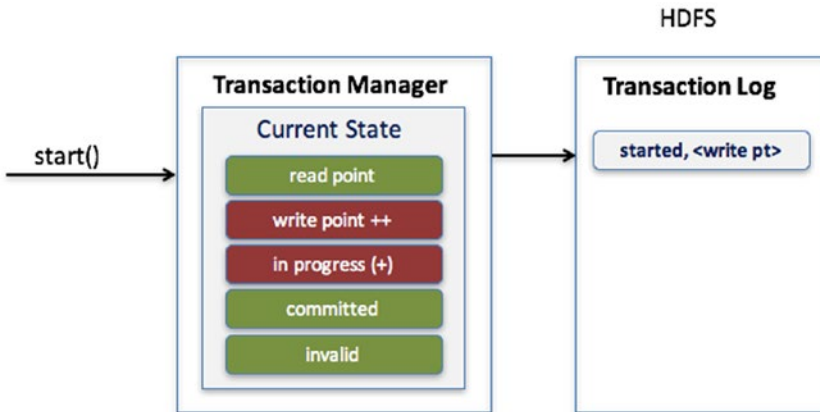 HDFS
Transaction Manager
Transaction Log
Current State
started, <write pt>
start()
read point
write point ++
in progress (+)
committed
invalid